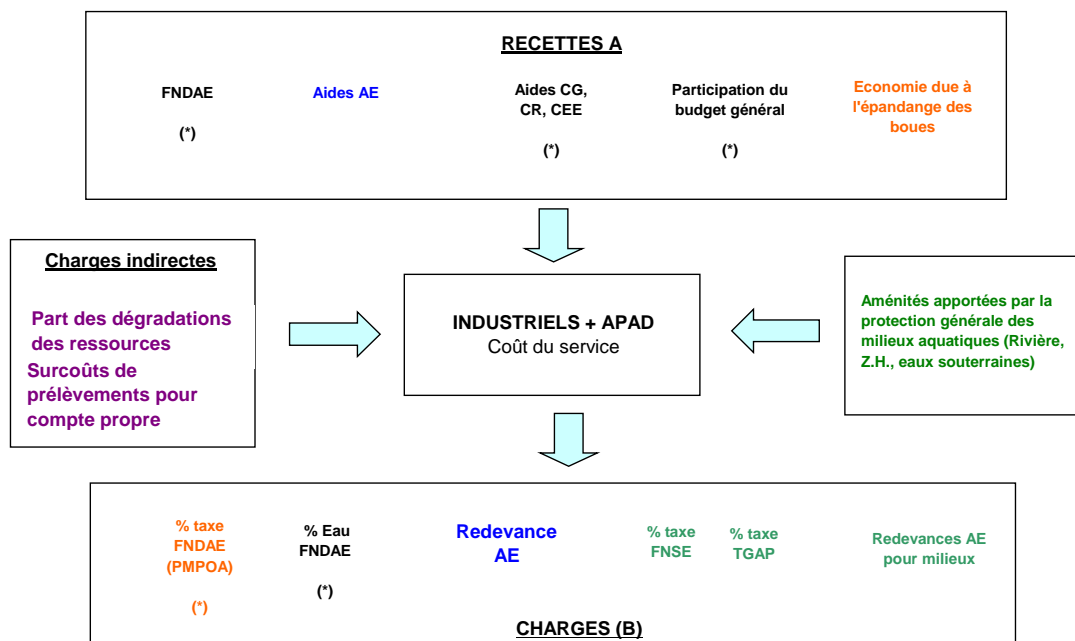 RECETTES A
FNDAE
(*)
Aides AE
Aides CG,
CR, CEE
(*)
Participation du
budget général
(*)
Economie due à
l'épandange des
boues
Charges indirectes
Part des dégradations
des ressources
Surcoûts de
prélèvements pour
compte propre
INDUSTRIELS + APAD
Coût du service
Aménités apportées par la
protection générale des
milieux aquatiques (Rivière,
Z.H., eaux souterraines)
% taxe
FNDAE
(PMPOA)
(*)
% Eau
FNDAE
(*)
Redevance
AE
% taxe
FNSE
% taxe
TGAP
Redevances AE
pour milieux
CHARGES (B)